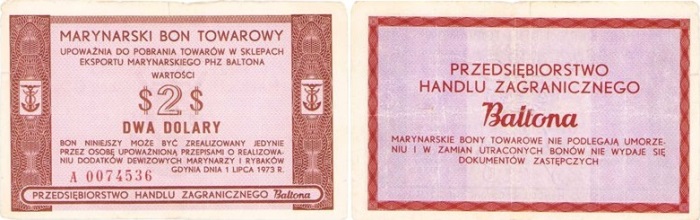 MARYNARSKI BON TOWAROWY
UPOWAŻNIA DO POBRANIA TOWARÓW W SKLEPACH
EKSPORTU MARYNARSKIEGO PHZ BALTONA
WARTOŚCI
$2$
DWA DOLARY
BON NINIEJSZY MOŻE BYĆ ZREALIZOWANY JEDYNIE
PRZEZ OSOBĘ UPOWAŻNIONĄ PRZEPISAMI O REALIZOWA-
NIU DODATKÓW DEWIZOWYCH MARYNARZY I RYBAKÓW
GDYNIA DNIA 1 LIPCA 1973 R.
A 0074536
PRZEDSIĘBIORSTWO HANDLU ZAGRANICZNEGO Baltona
PRZEDSIĘBIORSTWO
HANDLU ZAGRANICZNEGO
Baltona
MARYNARSKIE BONY TOWAROWE NIE PODLEGAJĄ UMORZE-
NIU I W ZAMIAN UTRACONYCH BONÓW NIE WYDAJE SIĘ
DOKUMENTÓW ZASTĘPCZYCH